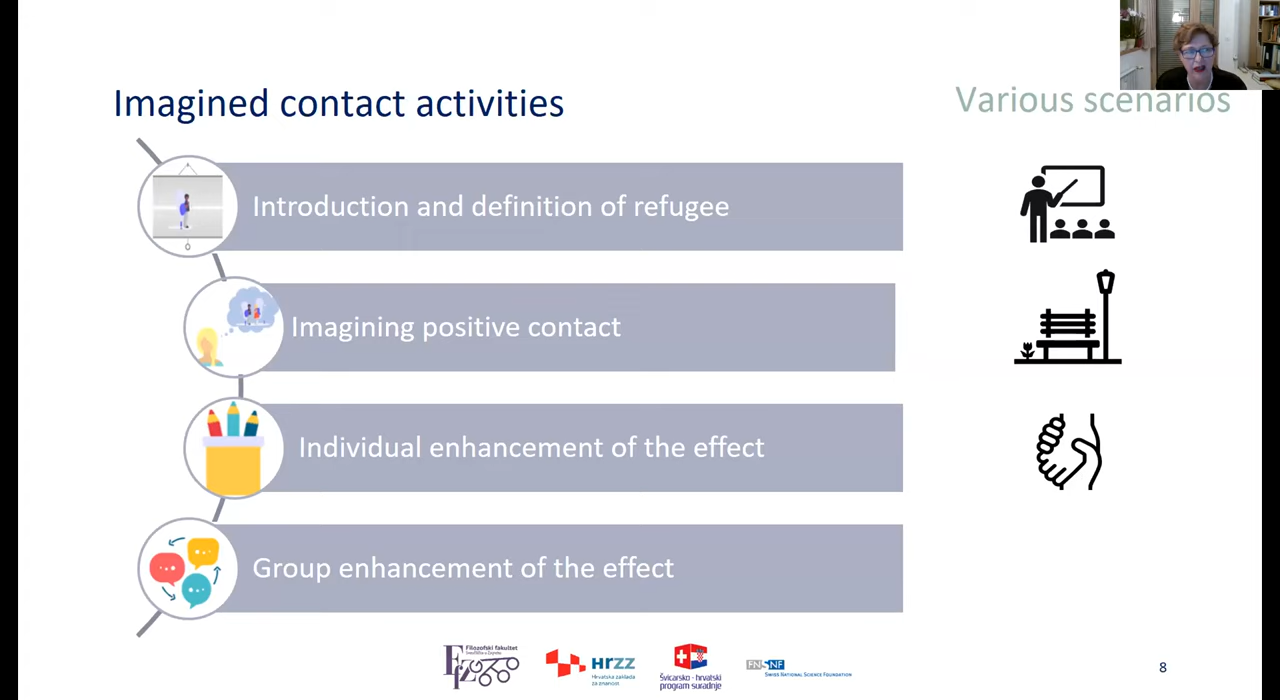 Imagined contact activities
Various scenarios
Introduction and definition of refugee
Imagining positive contact
Individual enhancement of the effect
Group enhancement of the effect
Filozofski fakultet
Sveučilišta u Zagrebu
HRZZ
Hrvatska zaklada
za znanost
Švicarsko - hrvatski
program suradnje
FNSNF
SWISS NATIONAL SCIENCE FOUNDATION
8